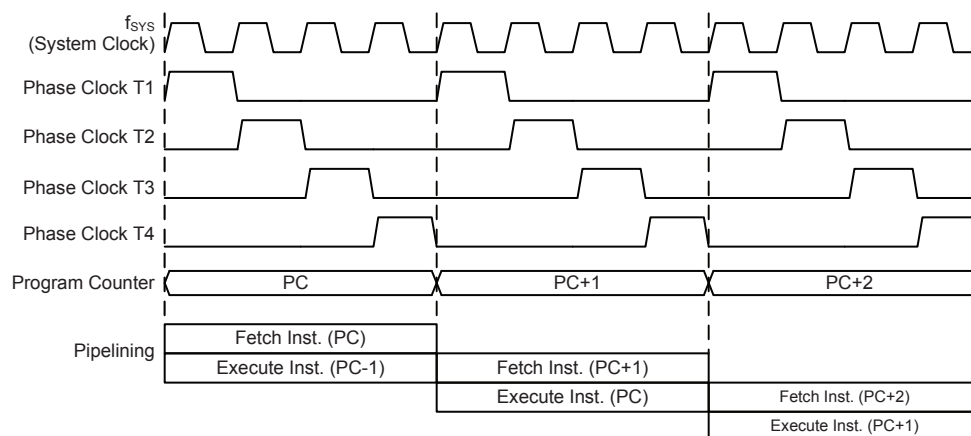 fSYS
(System Clock)
Phase Clock T1
Phase Clock T2
Phase Clock T3
Phase Clock T4
Program Counter PC PC+1 PC+2
Pipelining
Fetch Inst. (PC)
Execute Inst. (PC-1) Fetch Inst. (PC+1)
Execute Inst. (PC) Fetch Inst. (PC+2)
Execute Inst. (PC+1)